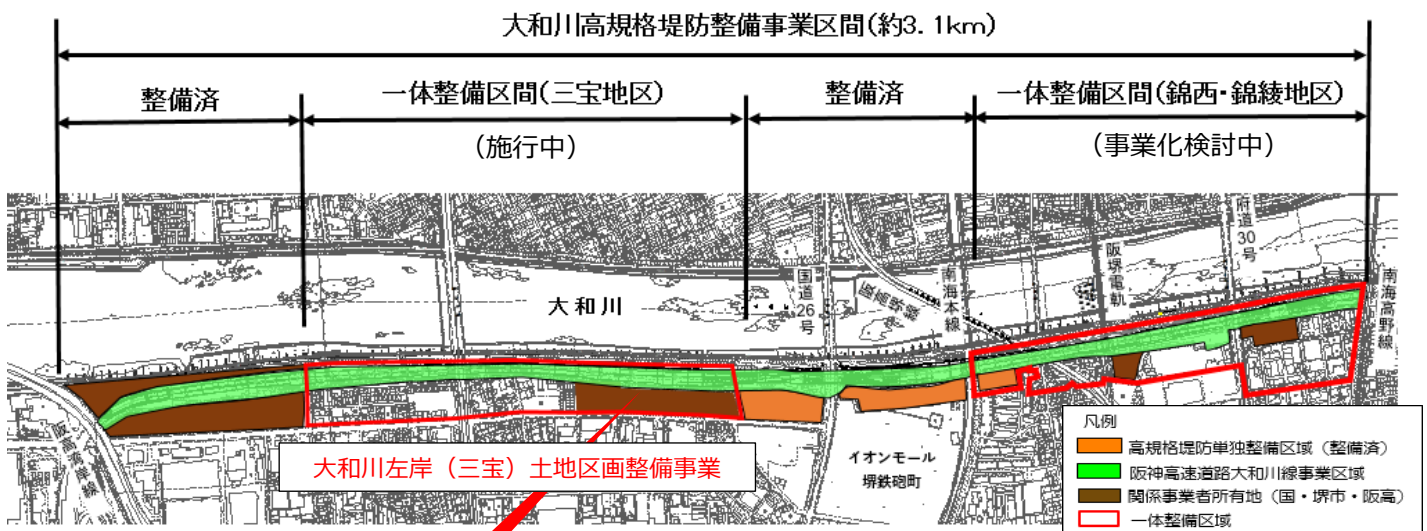 大和川高規格堤防整備事業区間(約3.1km)
整備済
一体整備区間(三宝地区)
整備済
一体整備区間(錦西・錦綾地区)
(施行中)
(事業化検討中)
大和川
国道26号
阪高堺線
南海本線
阪堺電軌
府道30号
南海高野線
阪高湾岸線
大和川左岸(三宝)土地区画整備事業
イオンモール
堺鉄砲町
凡例
高規格堤防単独整備区域(整備済)
阪神高速道路大和川線事業区域
関係事業者所有地(国・堺市・阪高)
一体整備区域